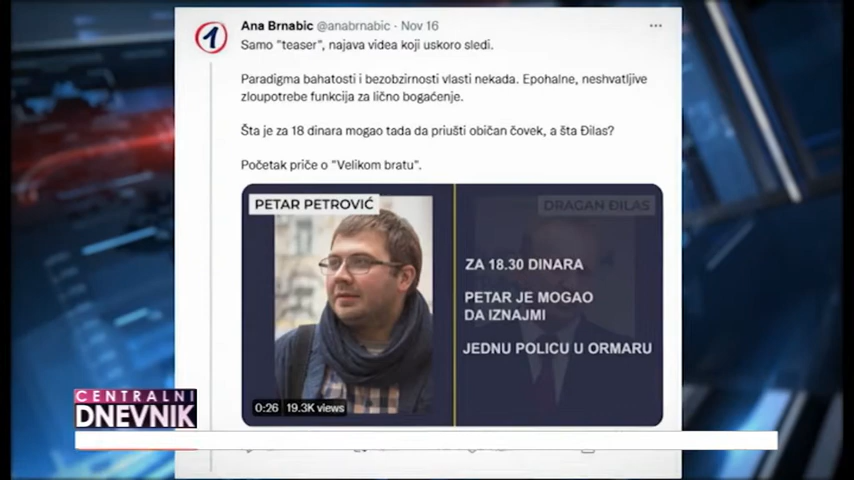 Ana Brnabic @anabrnabic · Nov 16
Samo "teaser", najava videa koji uskoro sledi.
Paradigma bahatosti i bezobzirnosti vlasti nekada. Epohalne, neshvatljive
zloupotrebe funkcija za lično bogaćenje.
Šta je za 18 dinara mogao tada da priušti običan čovek, a šta Đilas?
Početak priče o "Velikom bratu".
PETAR PETROVIĆ
DRAGAN ĐILAS
ZA 18.30 DINARA
PETAR JE MOGAO
DA IZNAJMI
JEDNU POLICU U ORMARU
0:26 19.3K views
CENTRALNI
DNEVNIK